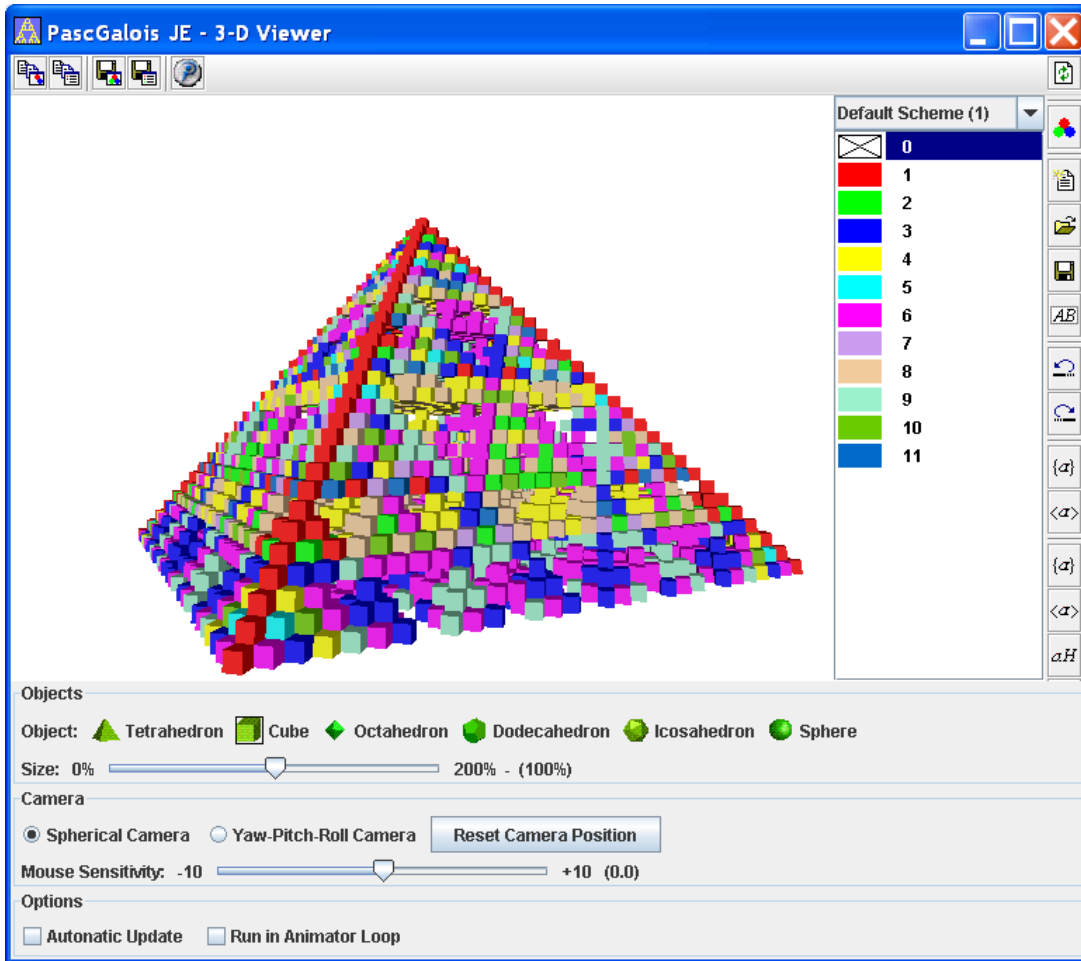 PascGalois JE - 3-D Viewer
Default Scheme (1)
0
1
2
3
4
5
6
7
8
9
10
11
AB
{a}
<a>
{a}
<a>
aH
Objects
Object: Tetrahedron Cube Octahedron Dodecahedron Icosahedron Sphere
Size: 0% 200% - (100%)
Camera
Spherical Camera Yaw-Pitch-Roll Camera Reset Camera Position
Mouse Sensitivity: -10 +10 (0.0)
Options
Automatic Update Run in Animator Loop